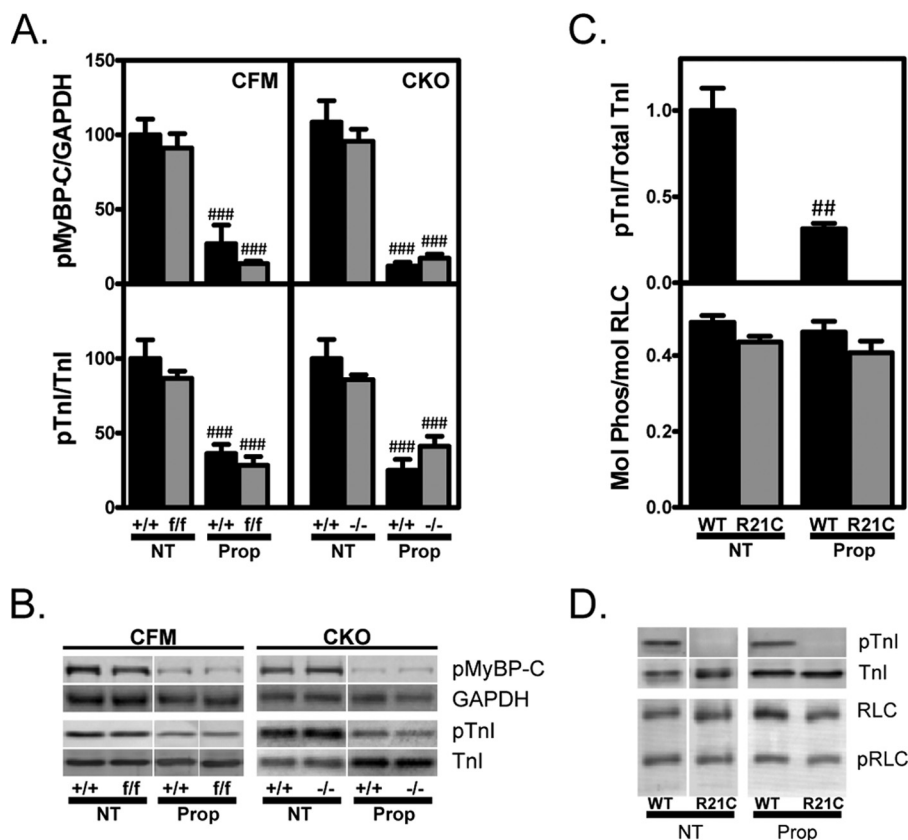 A.
pMyBP-C/GAPDH
150
100
50
0
CFM
CKO
### ###
### ###
pTnI/TnI
100
50
0
### ###
### ###
+/+ f/f +/+ f/f +/+ -/- +/+ -/-
NT Prop NT Prop
B.
CFM CKO
pMyBP-C
GAPDH
pTnI
TnI
+/+ f/f +/+ f/f +/+ -/- +/+ -/-
NT Prop NT Prop
C.
pTnI/Total TnI
1.0
0.5
0.0
##
Mol Phos/mol RLC
0.4
0.2
0.0
WT R21C WT R21C
NT Prop
D.
pTnI
TnI
RLC
pRLC
WT R21C WT R21C
NT Prop